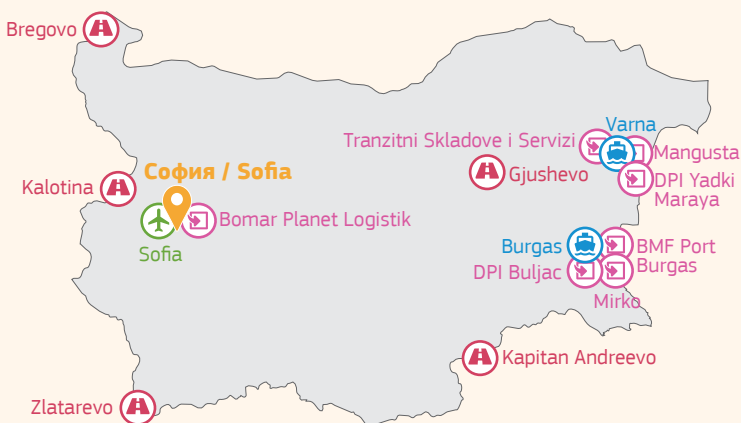 Bregovo
Varna
Tranzitni Skladove i Servizi
Mangusta
София / Sofia
Gjushevo
DPI Yadki
Maraya
Kalotina
Bomar Planet Logistik
Sofia
Burgas
BMF Port
Burgas
DPI Buljac
Mirko
Kapitan Andreevo
Zlatarevo